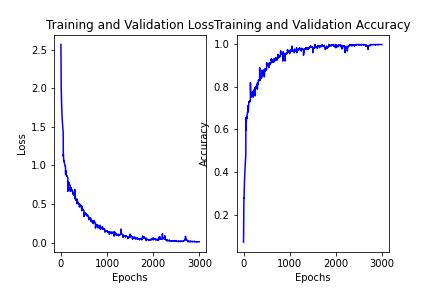 Training and Validation Loss
2.5
2.0
1.5
1.0
0.5
0.0
Loss
0 1000 2000 3000
Epochs
Training and Validation Accuracy
1.0
0.8
0.6
0.4
0.2
Accuracy
0 1000 2000 3000
Epochs